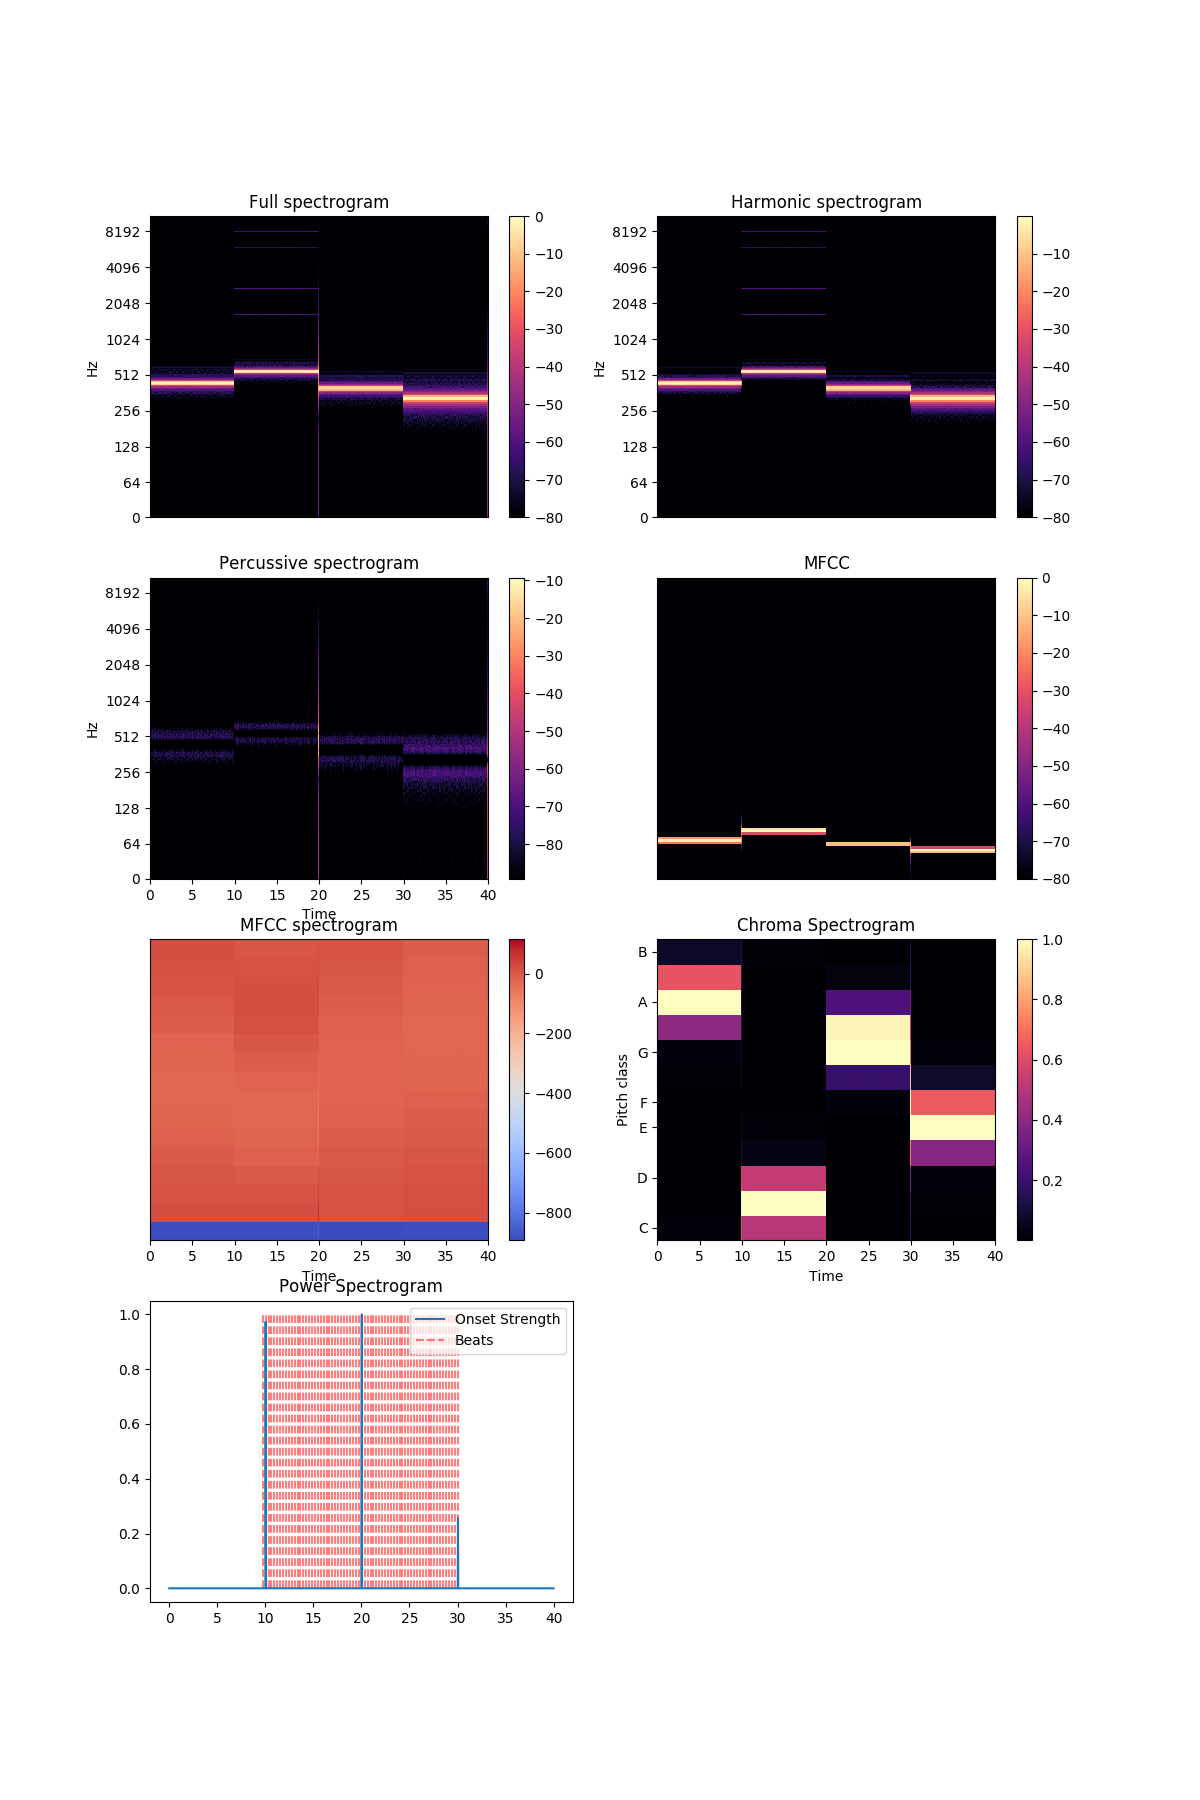 Full spectrogram
Hz
8192
4096
2048
1024
512
256
128
64
0
0
−10
−20
−30
−40
−50
−60
−70
−80
Harmonic spectrogram
Hz
8192
4096
2048
1024
512
256
128
64
0
−10
−20
−30
−40
−50
−60
−70
−80
Percussive spectrogram
Hz
8192
4096
2048
1024
512
256
128
64
0
0 5 10 15 20 25 30 35 40
Time
−10
−20
−30
−40
−50
−60
−70
−80
MFCC
0
−10
−20
−30
−40
−50
−60
−70
−80
MFCC spectrogram
0 5 10 15 20 25 30 35 40
Time
0
−200
−400
−600
−800
Chroma Spectrogram
Pitch class
B
A
G
F
E
D
C
0 5 10 15 20 25 30 35 40
Time
1.0
0.8
0.6
0.4
0.2
Power Spectrogram
1.0
0.8
0.6
0.4
0.2
0.0
0 5 10 15 20 25 30 35 40
Onset Strength
Beats